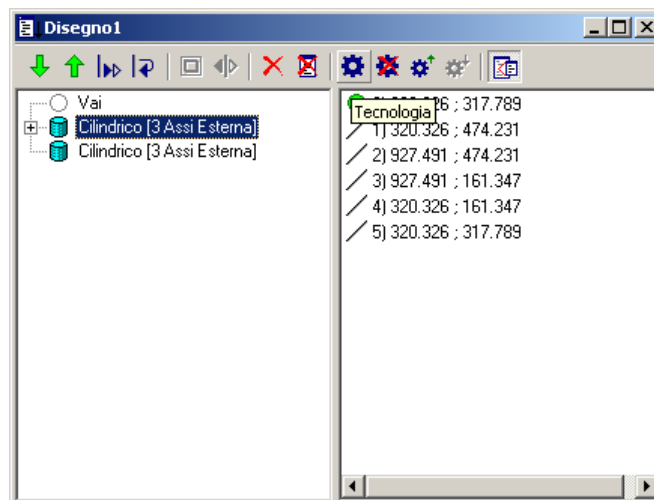 Disegno1
Vai
Cilindrico [3 Assi Esterna]
Cilindrico [3 Assi Esterna]
Tecnologia
; 317.789
1) 320.326 ; 474.231
2) 927.491 ; 474.231
3) 927.491 ; 161.347
4) 320.326 ; 161.347
5) 320.326 ; 317.789